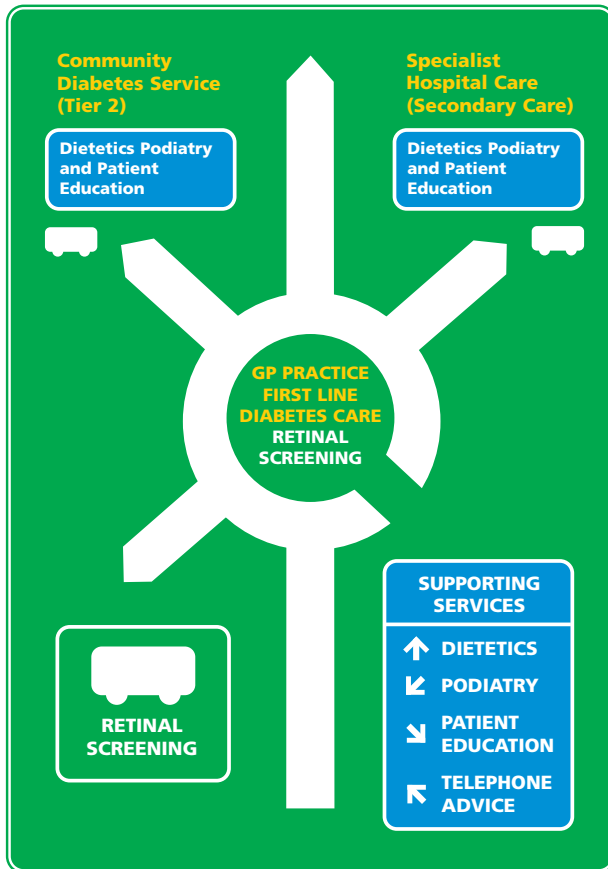 Community
Diabetes Service
(Tier 2)
Dietetics Podiatry
and Patient
Education
Specialist
Hospital Care
(Secondary Care)
Dietetics Podiatry
and Patient
Education
GP PRACTICE
FIRST LINE
DIABETES CARE
RETINAL
SCREENING
RETINAL
SCREENING
SUPPORTING
SERVICES
DIETETICS
PODIATRY
PATIENT
EDUCATION
TELEPHONE
ADVICE